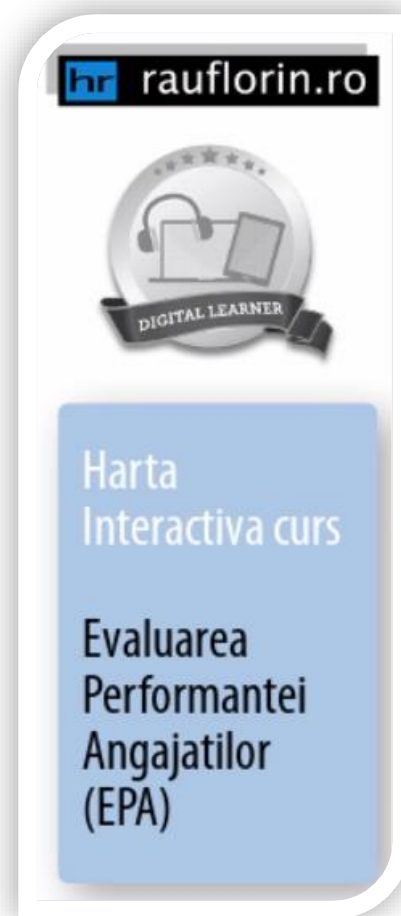 hr rauflorin.ro
DIGITAL LEARNER
Harta
Interactiva curs
Evaluarea
Performantei
Angajatilor
(EPA)